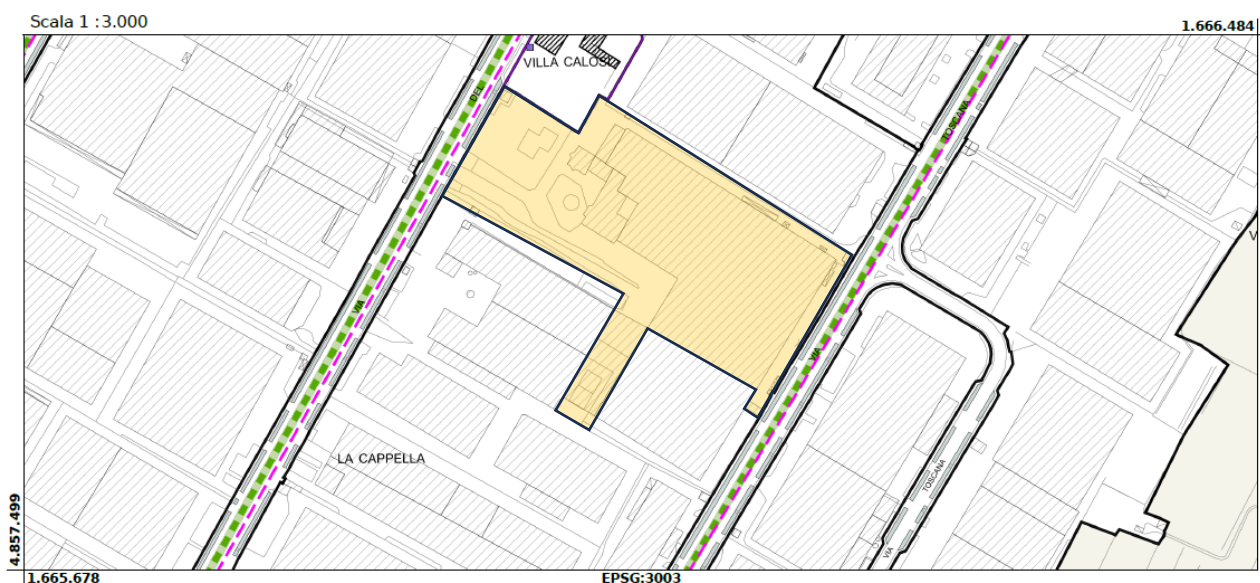 Scala 1 :3.000
1.666.484
VILLA CALOSI
DEL
TOSCANA
VIA
VIA
LA CAPPELLA
TOSCANA
VIA
4.857.499
1.665.678
EPSG:3003